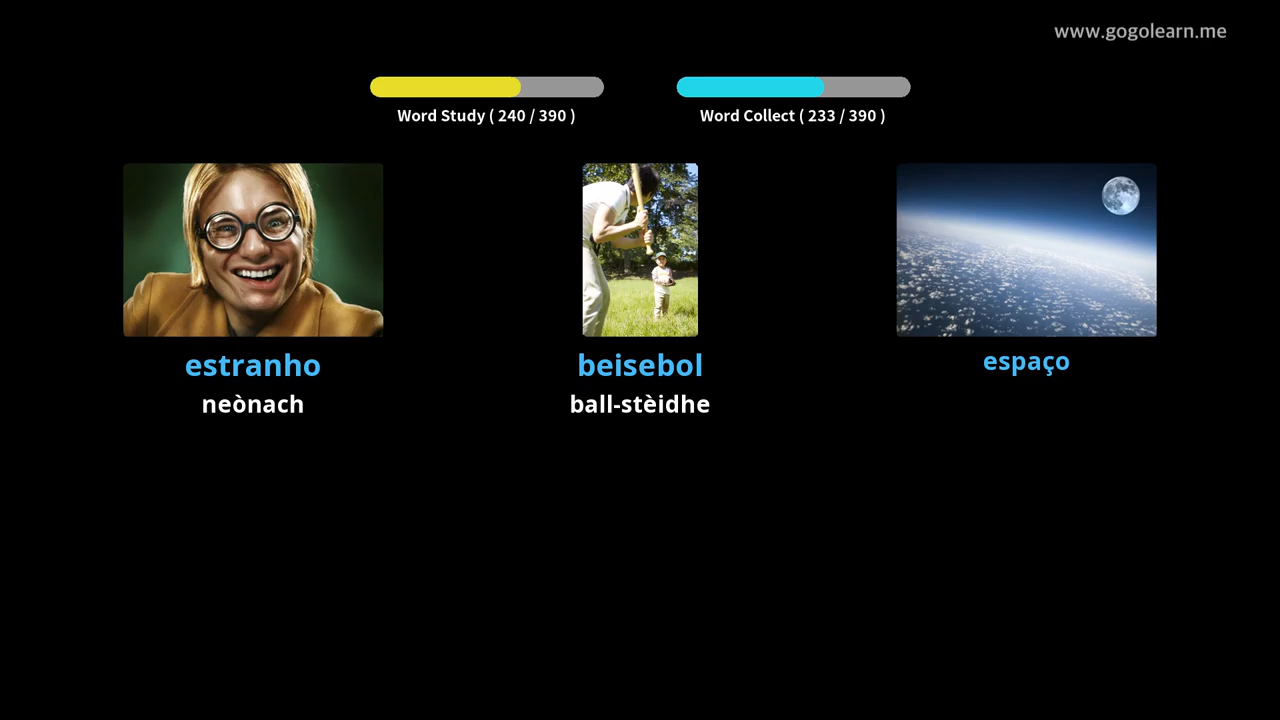 www.gogolearn.me
Word Study ( 240 / 390 )
Word Collect ( 233 / 390 )
estranho
neònach
beisebol
ball-stèidhe
espaço